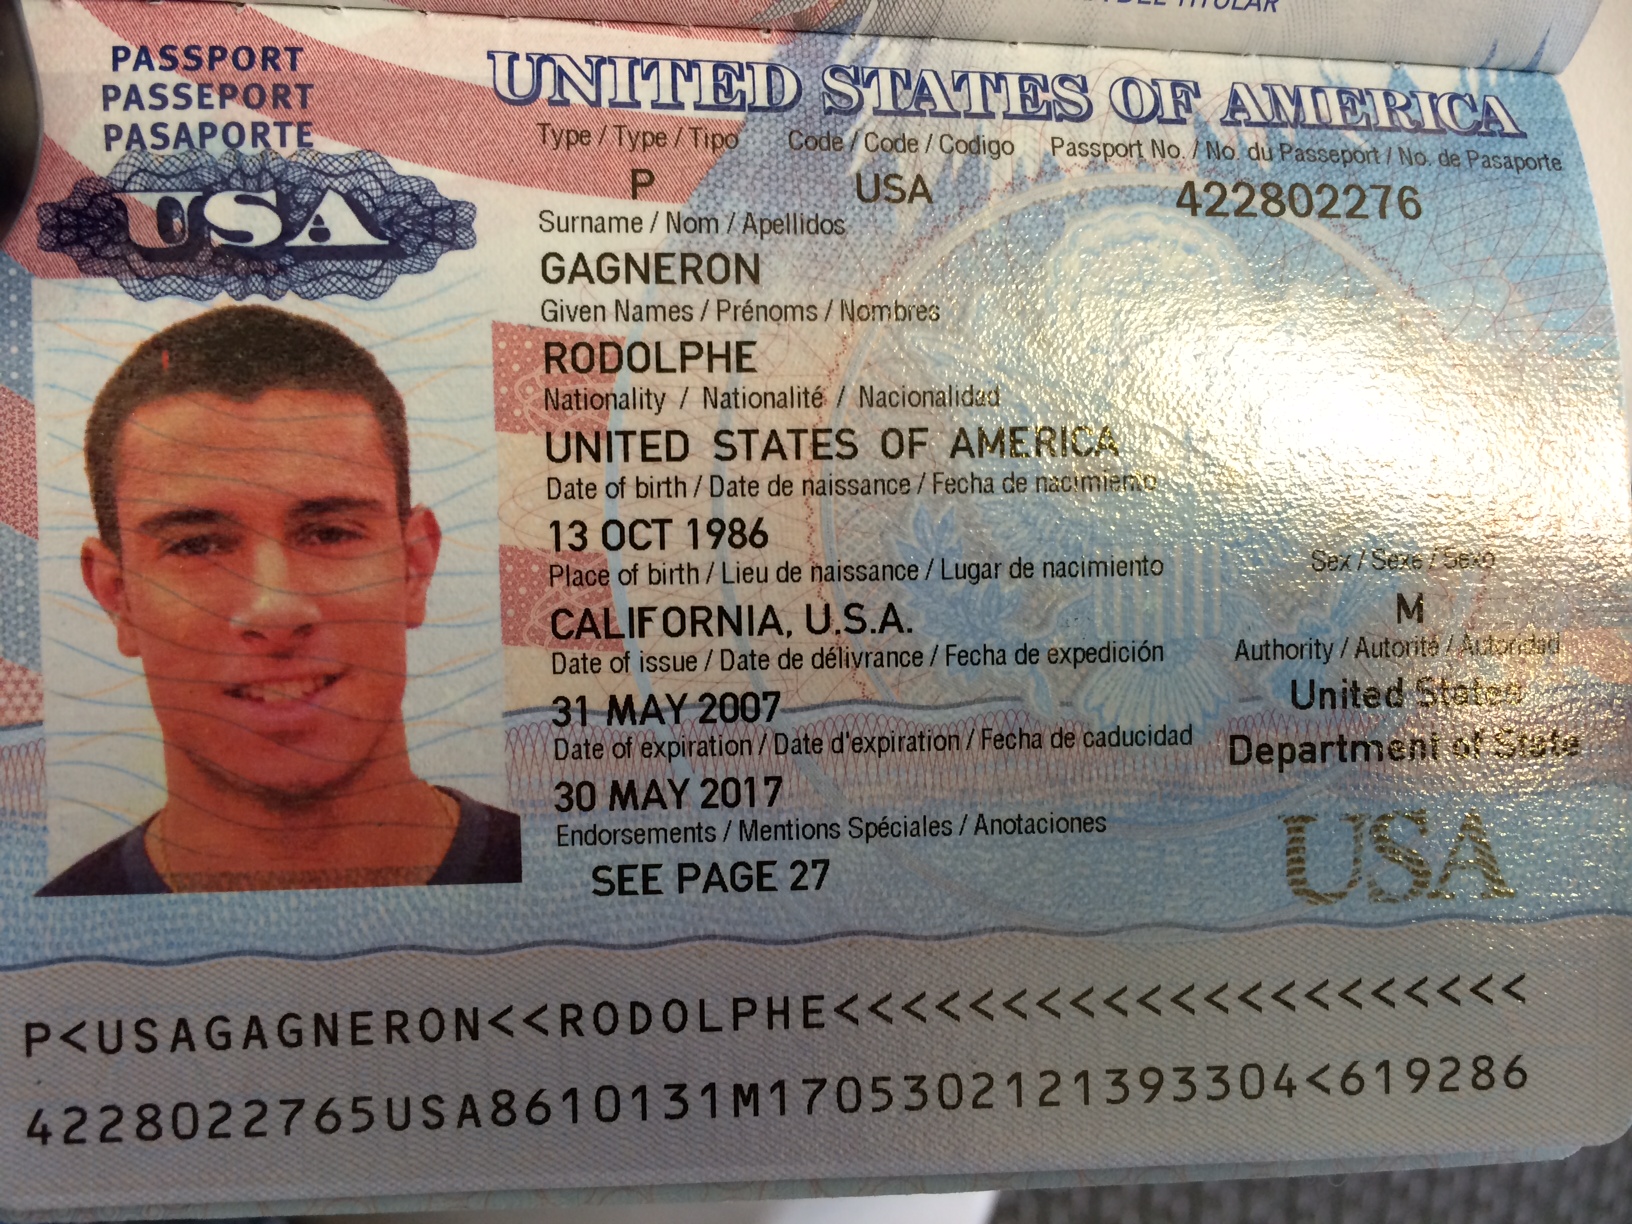 UNITED STATES OF AMERICA
PASSPORT
PASSEPORT
PASAPORTE
USA
Type / Type / Tipo
P
Code / Code / Codigo
USA
Passport No. / No. du Passeport / No. de Pasaporte
422802276
Surname / Nom / Apellidos
GAGNERON
Given Names / Prénoms / Nombres
RODOLPHE
Nationality / Nationalité / Nacionalidad
UNITED STATES OF AMERICA
Date of birth / Date de naissance / Fecha de nacimiento
13 OCT 1986
Place of birth / Lieu de naissance / Lugar de nacimiento
CALIFORNIA, U.S.A.
Sex / Sexe / Sexo
M
Date of issue / Date de délivrance / Fecha de expedición
31 MAY 2007
Authority / Autorité / Autoridad
United States
Department of State
Date of expiration / Date d'expiration / Fecha de caducidad
30 MAY 2017
Endorsements / Mentions Spéciales / Anotaciones
SEE PAGE 27
USA
P<USAGAGNERON<<RODOLPHE<<<<<<<<<<<<<<<<<<<<<
4228022765USA8610131M1705302121393304<619286